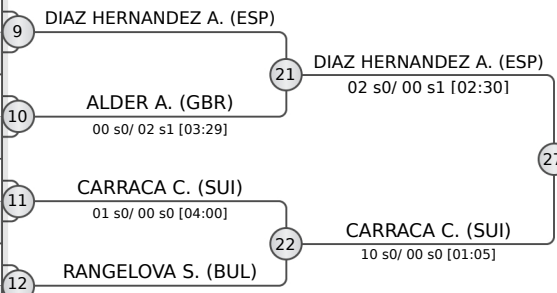 9
DIAZ HERNANDEZ A. (ESP)
21
DIAZ HERNANDEZ A. (ESP)
02 s0/ 00 s1 [02:30]
10
ALDER A. (GBR)
00 s0/ 02 s1 [03:29]
27
11
CARRACA C. (SUI)
01 s0/ 00 s0 [04:00]
22
CARRACA C. (SUI)
10 s0/ 00 s0 [01:05]
12
RANGELOVA S. (BUL)